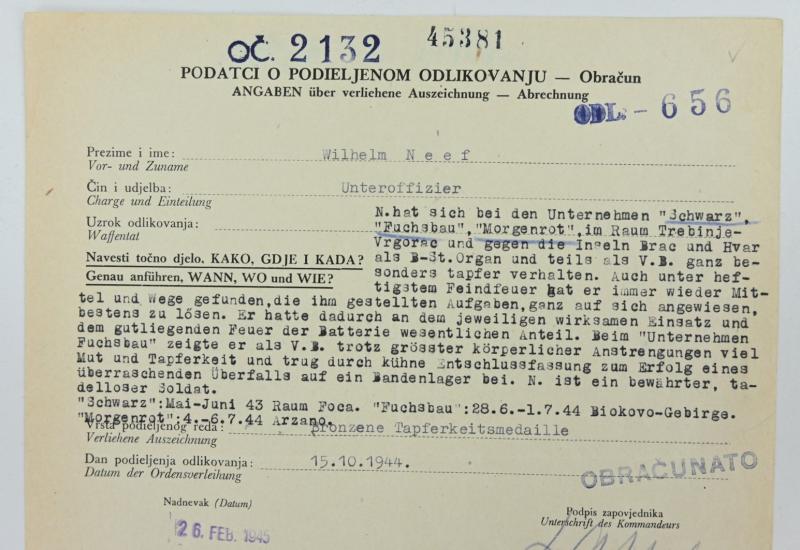 OČ. 2132
45381
PODATCI O PODIELJENOM ODLIKOVANJU — Obračun
ANGABEN über verliehene Auszeichnung — Abrechnung
ODL. - 656
Prezime i ime: Wilhelm Neef
Vor- und Zuname
Čin i udjelba: Unteroffizier
Charge und Einteilung
Uzrok odlikovanja:
Waffentat
Navesti točno djelo. KAKO, GDJE I KADA?
Genau anführen, WANN, WO und WIE?
N.hat sich bei den Unternehmen "Schwarz",
"Fuchsbau","Morgenrot",im Raum Trebinje-
Vrgorac und gegen die Inseln Brac und Hvar
als B-St.Organ und teils als V.B. ganz be-
sonders tapfer verhalten. Auch unter hef-
tigstem Feindfeuer hat er immer wieder Mit-
tel und Wege gefunden,die ihm gestellten Aufgaben,ganz auf sich angewiesen,
bestens zu lösen. Er hatte dadurch an dem jeweiligen wirksamen Einsatz und
dem gutliegenden Feuer der Batterie wesentlichen Anteil. Beim "Unternehmen
Fuchsbau" zeigte er als V.B. trotz grösster körperlicher Anstrengungen viel
Mut und Tapferkeit und trug durch kühne Entschlussfassung zum Erfolg eines
überraschenden Überfalls auf ein Bandenlager bei. N. ist ein bewährter, ta-
delloser Soldat.
"Schwarz":Mai-Juni 43 Raum Foca. "Fuchsbau":28.6.-1.7.44 Biokovo-Gebirge.
"Morgenrot":4.-6.7.44 Arzano.
Vrsta podieljenog reda: Bronzene Tapferkeitsmedaille
Verliehene Auszeichnung
Dan podieljenja odlikovanja: 15.10.1944.
Datum der Ordensverleihung
OBRAČUNATO
Nadnevak (Datum)
26. FEB. 1945
Potpis zapovjednika
Unterschrift des Kommandeurs